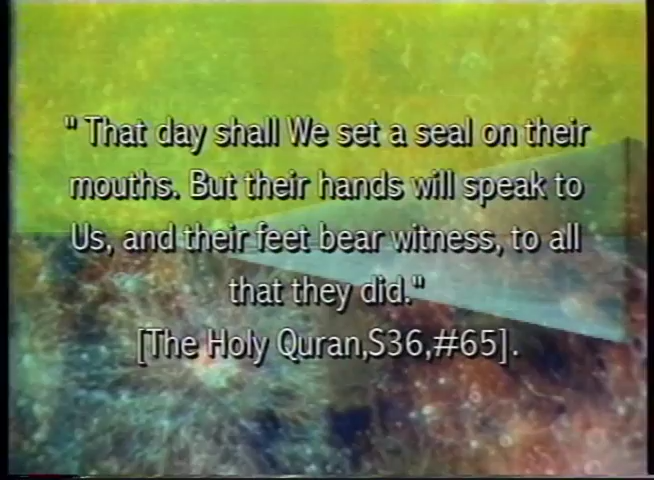 " That day shall We set a seal on their
mouths. But their hands will speak to
Us, and their feet bear witness, to all
that they did."
[The Holy Quran,S36,#65].